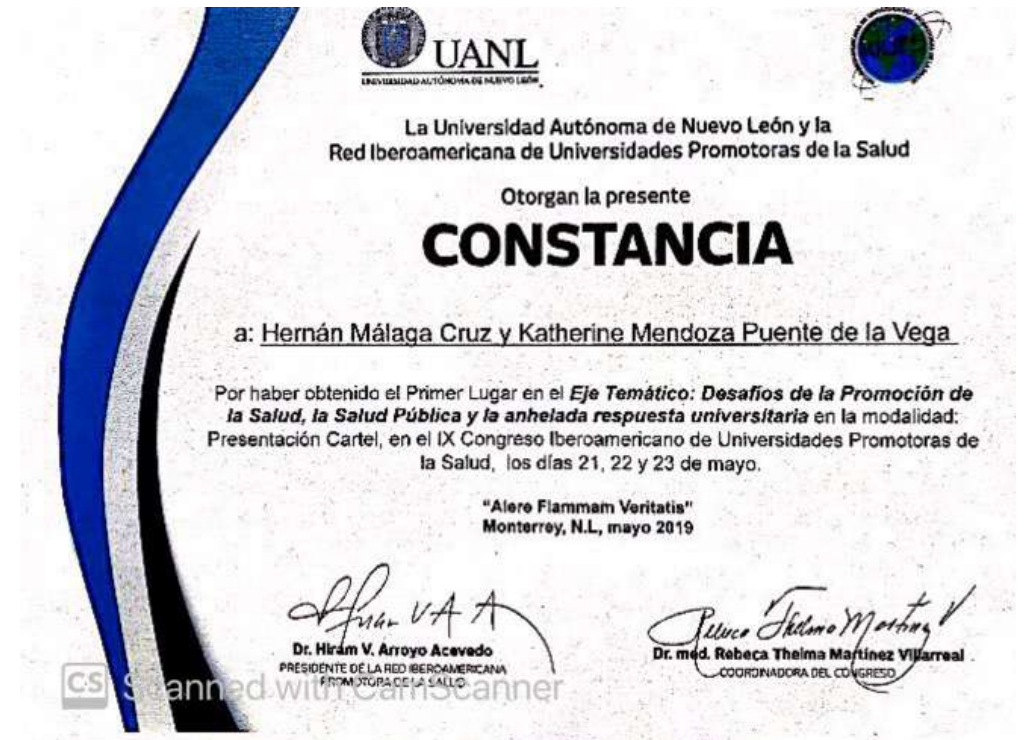 UANL
UNIVERSIDAD AUTÓNOMA DE NUEVO LEÓN
La Universidad Autónoma de Nuevo León y la
Red Iberoamericana de Universidades Promotoras de la Salud
Otorgan la presente
CONSTANCIA
a: Hernán Málaga Cruz y Katherine Mendoza Puente de la Vega
Por haber obtenido el Primer Lugar en el Eje Temático: Desafíos de la Promoción de
la Salud, la Salud Pública y la anhelada respuesta universitaria en la modalidad:
Presentación Cartel, en el IX Congreso Iberoamericano de Universidades Promotoras de
la Salud, los días 21, 22 y 23 de mayo.
"Alere Flammam Veritatis"
Monterrey, N.L, mayo 2019
Dr. Hiram V. Arroyo Acevedo
PRESIDENTE DE LA RED IBEROAMERICANA
PROMOTORA DE LA SALUD
Dr. med. Rebeca Thelma Martínez Villarreal
COORDINADORA DEL CONGRESO
CS Scanned with CamScanner